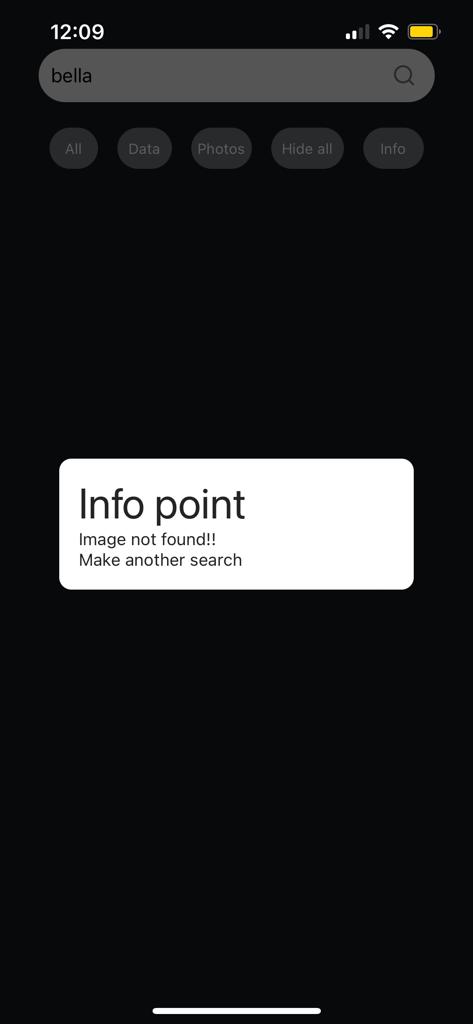 12:09
bella
All Data Photos Hide all Info
Info point
Image not found!!
Make another search